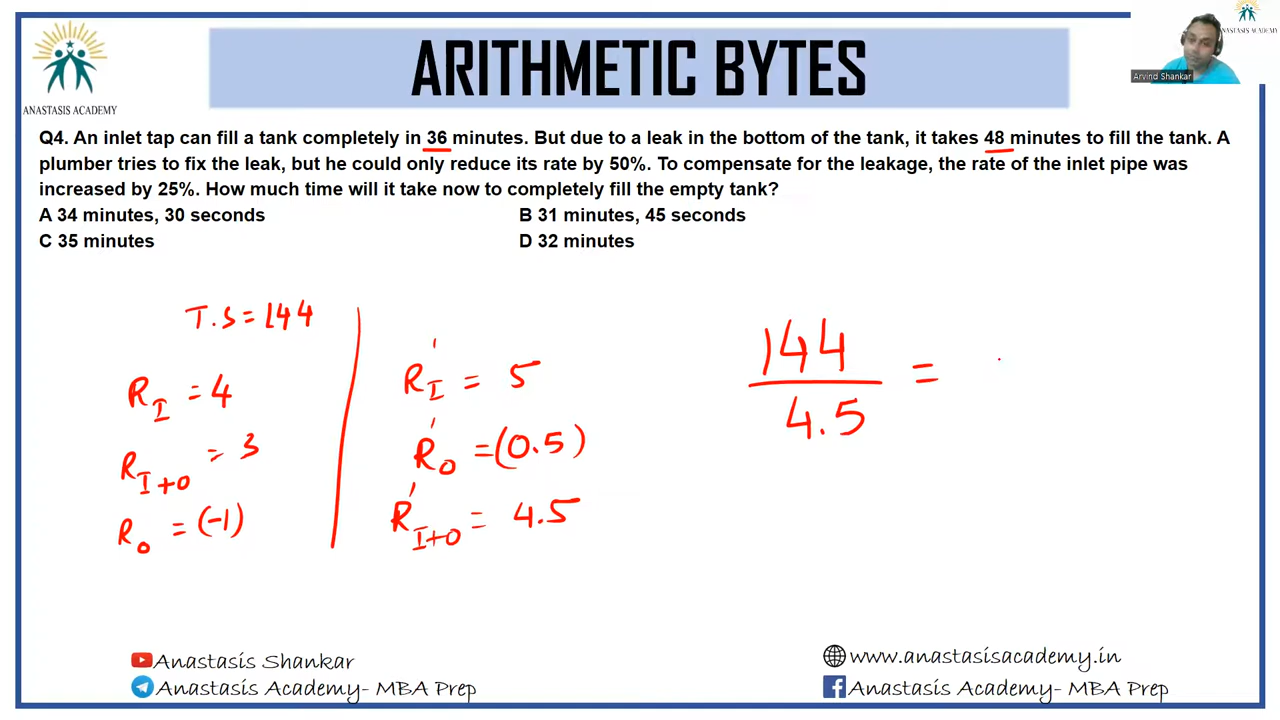 ARITHMETIC BYTES
ANASTASIS ACADEMY
ANASTASIS ACADEMY
Arvind Shankar
Q4. An inlet tap can fill a tank completely in 36 minutes. But due to a leak in the bottom of the tank, it takes 48 minutes to fill the tank. A
plumber tries to fix the leak, but he could only reduce its rate by 50%. To compensate for the leakage, the rate of the inlet pipe was
increased by 25%. How much time will it take now to completely fill the empty tank?
A 34 minutes, 30 seconds
B 31 minutes, 45 seconds
C 35 minutes
D 32 minutes
T.S = 144
R_I = 4
R_I+O = 3
R_O = (-1)
R'_I = 5
R'_O = (0.5)
R'_I+O = 4.5
144
4.5
=
Anastasis Shankar
Anastasis Academy- MBA Prep
www.anastasisacademy.in
Anastasis Academy- MBA Prep